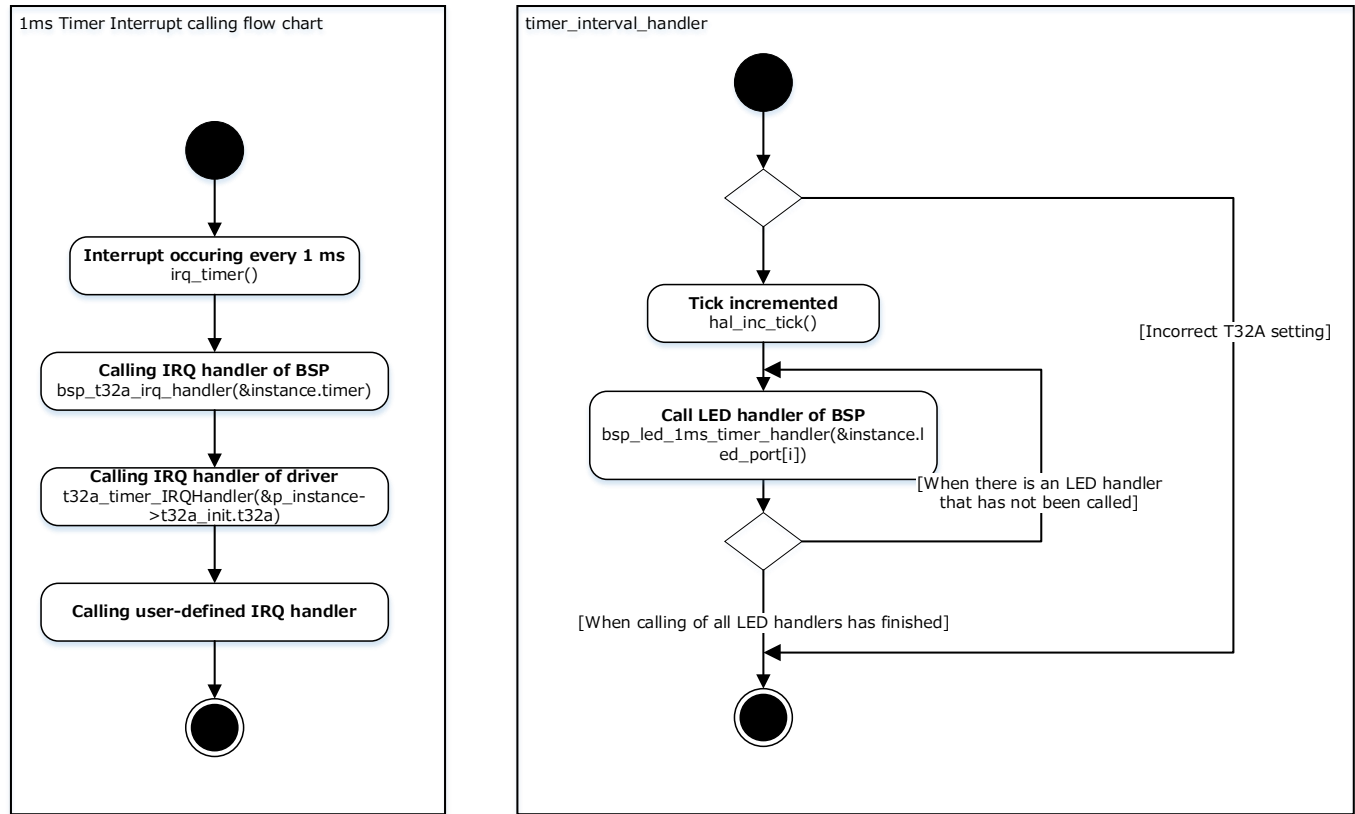 1ms Timer Interrupt calling flow chart
Interrupt occuring every 1 ms
irq_timer()
Calling IRQ handler of BSP
bsp_t32a_irq_handler(&instance.timer)
Calling IRQ handler of driver
t32a_timer_IRQHandler(&p_instance-
>t32a_init.t32a)
Calling user-defined IRQ handler
timer_interval_handler
Tick incremented
hal_inc_tick()
[Incorrect T32A setting]
Call LED handler of BSP
bsp_led_1ms_timer_handler(&instance.l
ed_port[i])
[When there is an LED handler
that has not been called]
[When calling of all LED handlers has finished]